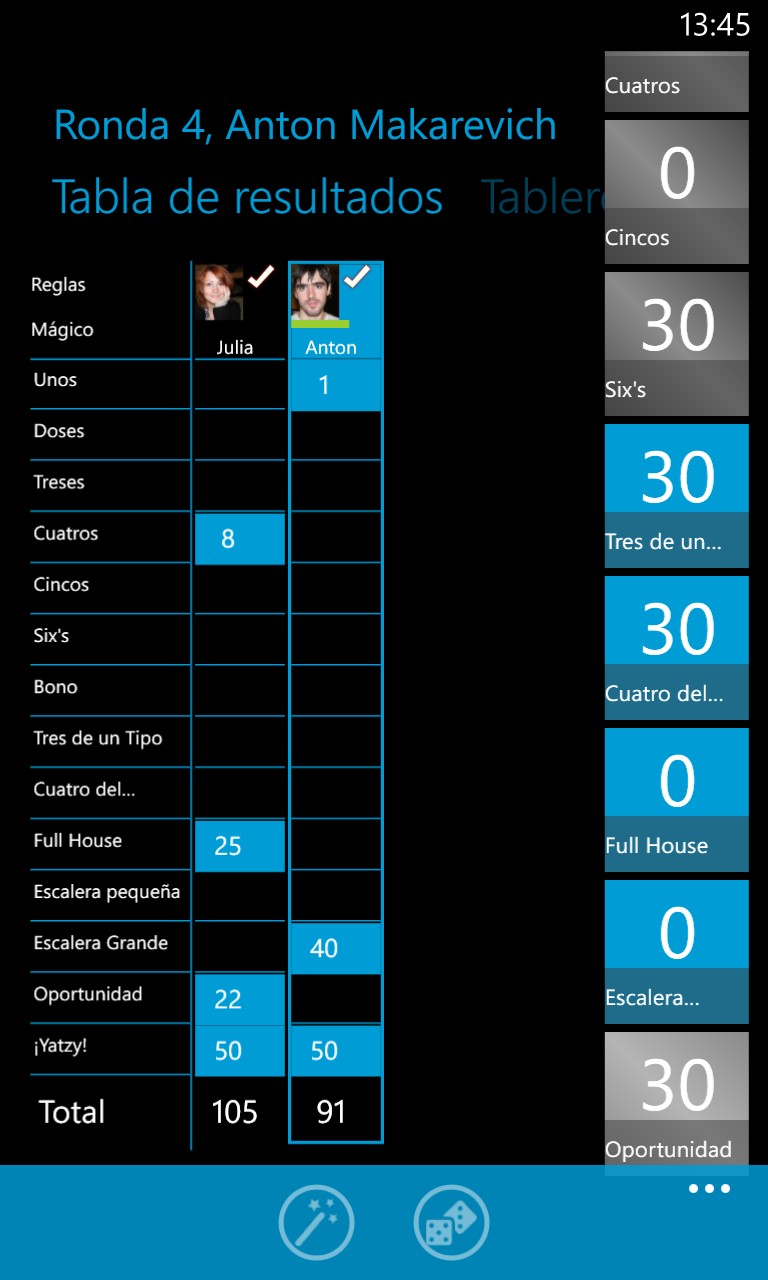 13:45
Ronda 4, Anton Makarevich
Tabla de resultados Tablero
Reglas
Mágico
Julia Anton
Unos 1
Doses
Treses
Cuatros 8
Cincos
Six's
Bono
Tres de un Tipo
Cuatro del...
Full House 25
Escalera pequeña
Escalera Grande 40
Oportunidad 22
¡Yatzy! 50 50
Total 105 91
Cuatros
0
Cincos
30
Six's
30
Tres de un...
30
Cuatro del...
0
Full House
0
Escalera...
30
Oportunidad